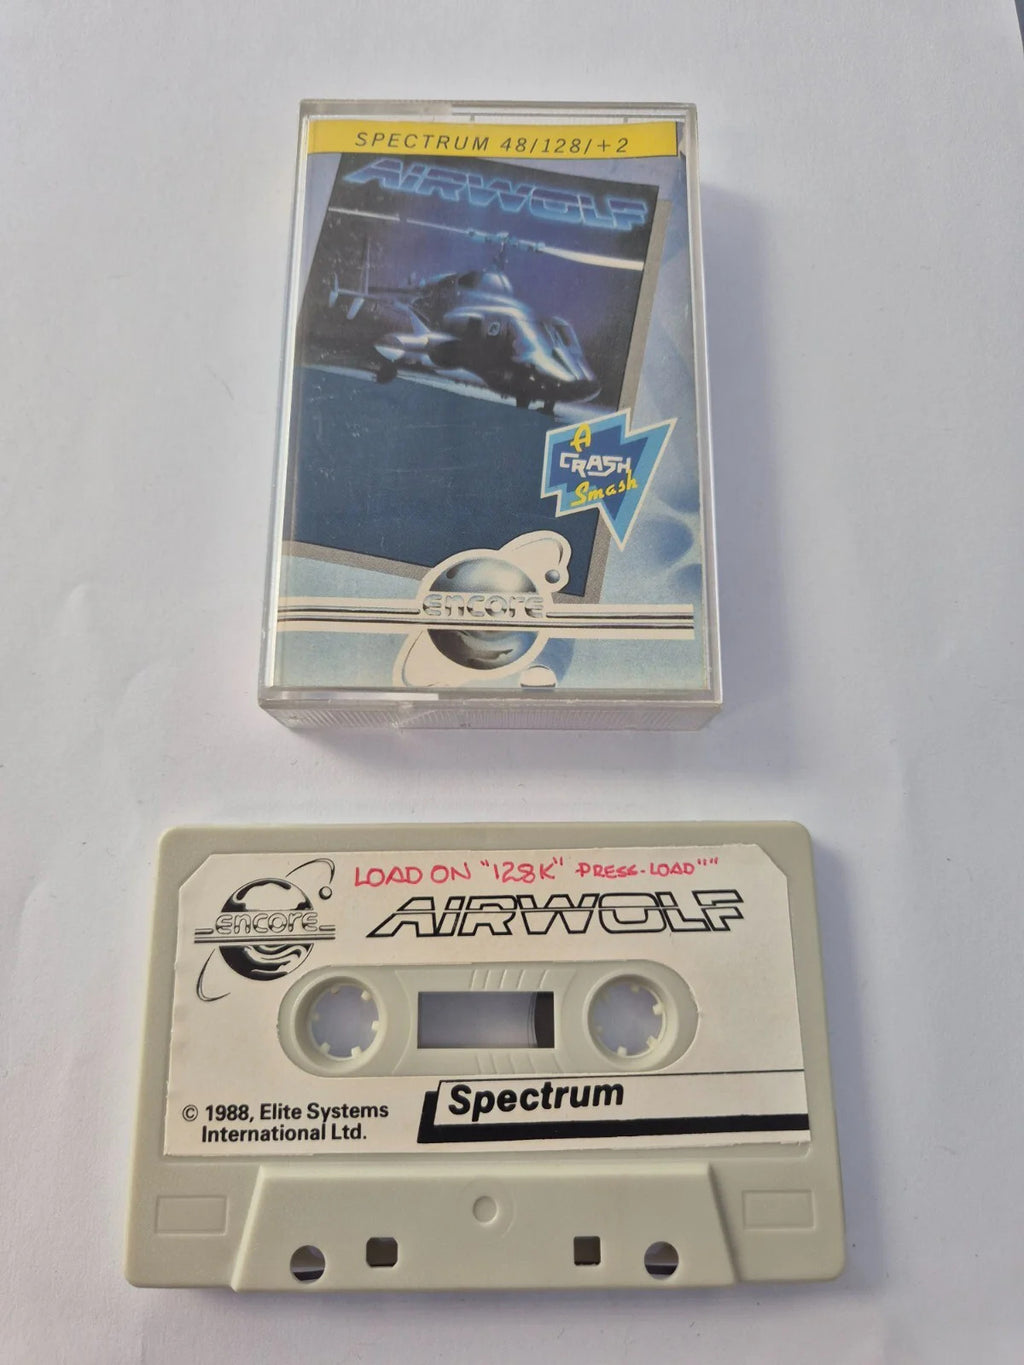 SPECTRUM 48/128/+2
AIRWOLF
A
CRASH
Smash
encore
LOAD ON "128K" PRESS-LOAD""
encore
AIRWOLF
Spectrum
© 1988, Elite Systems
International Ltd.